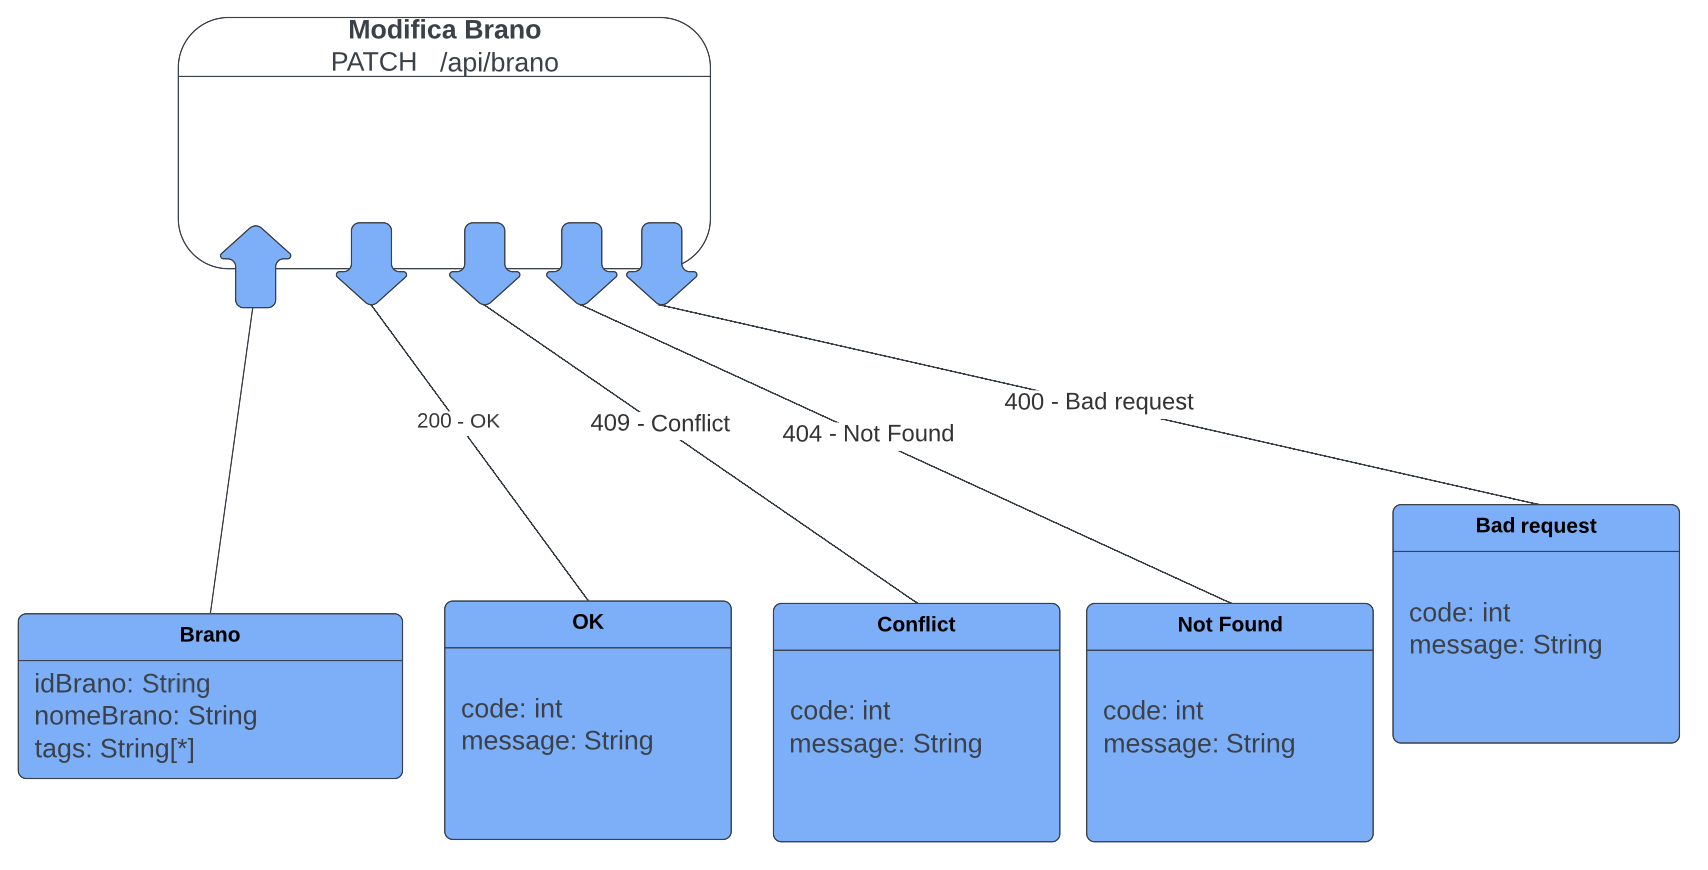 Modifica Brano
PATCH /api/brano
200 - OK
409 - Conflict
404 - Not Found
400 - Bad request
Brano
idBrano: String
nomeBrano: String
tags: String[*]
OK
code: int
message: String
Conflict
code: int
message: String
Not Found
code: int
message: String
Bad request
code: int
message: String